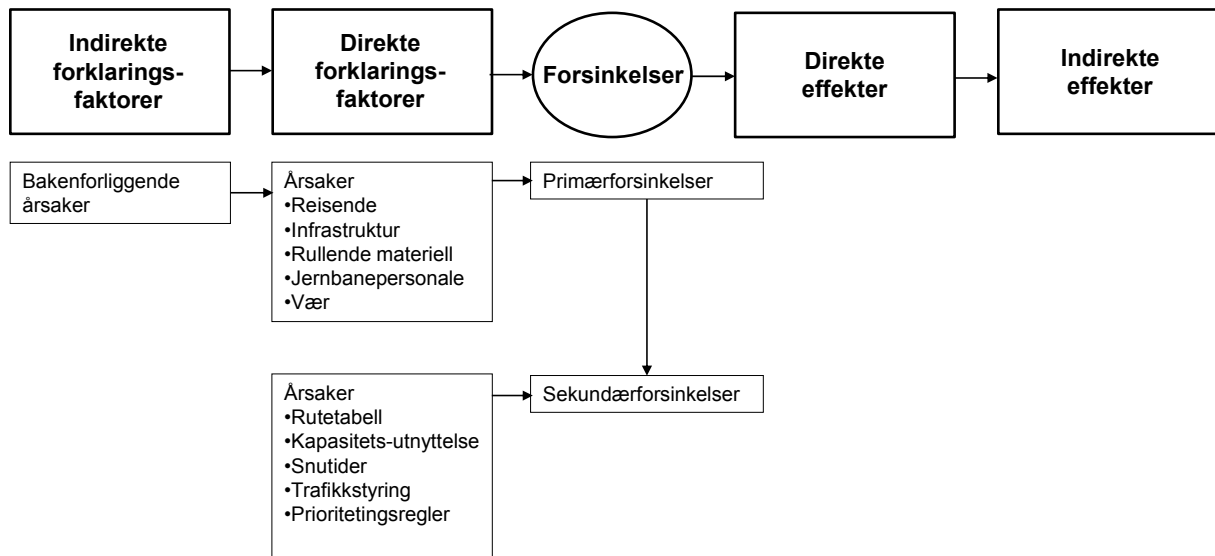 Indirekte
forklarings-
faktorer
Direkte
forklarings-
faktorer
Forsinkelser
Direkte
effekter
Indirekte
effekter
Bakenforliggende
årsaker
Årsaker
•Reisende
•Infrastruktur
•Rullende materiell
•Jernbanepersonale
•Vær
Primærforsinkelser
Årsaker
•Rutetabell
•Kapasitets-utnyttelse
•Snutider
•Trafikkstyring
•Prioritetingsregler
Sekundærforsinkelser